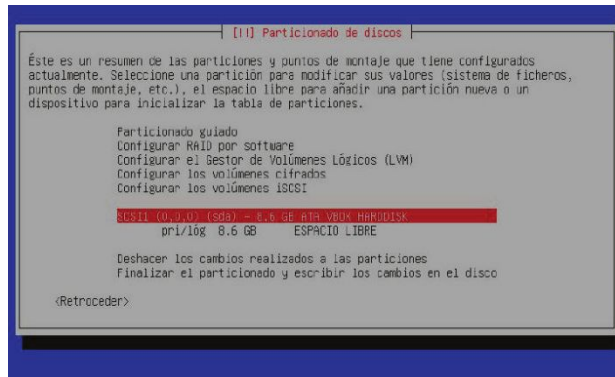 [!!] Particionado de discos
Éste es un resumen de las particiones y puntos de montaje que tiene configurados
actualmente. Seleccione una partición para modificar sus valores (sistema de ficheros,
puntos de montaje, etc.), el espacio libre para añadir una partición nueva o un
dispositivo para inicializar la tabla de particiones.
Particionado guiado
Configurar RAID por software
Configurar el Gestor de Volúmenes Lógicos (LVM)
Configurar los volúmenes cifrados
Configurar los volúmenes iSCSI
SCSI1 (0,0,0) (sda) - 8.6 GB ATA VBOX HARDDISK
pri/lóg 8.6 GB ESPACIO LIBRE
Deshacer los cambios realizados a las particiones
Finalizar el particionado y escribir los cambios en el disco
<Retroceder>